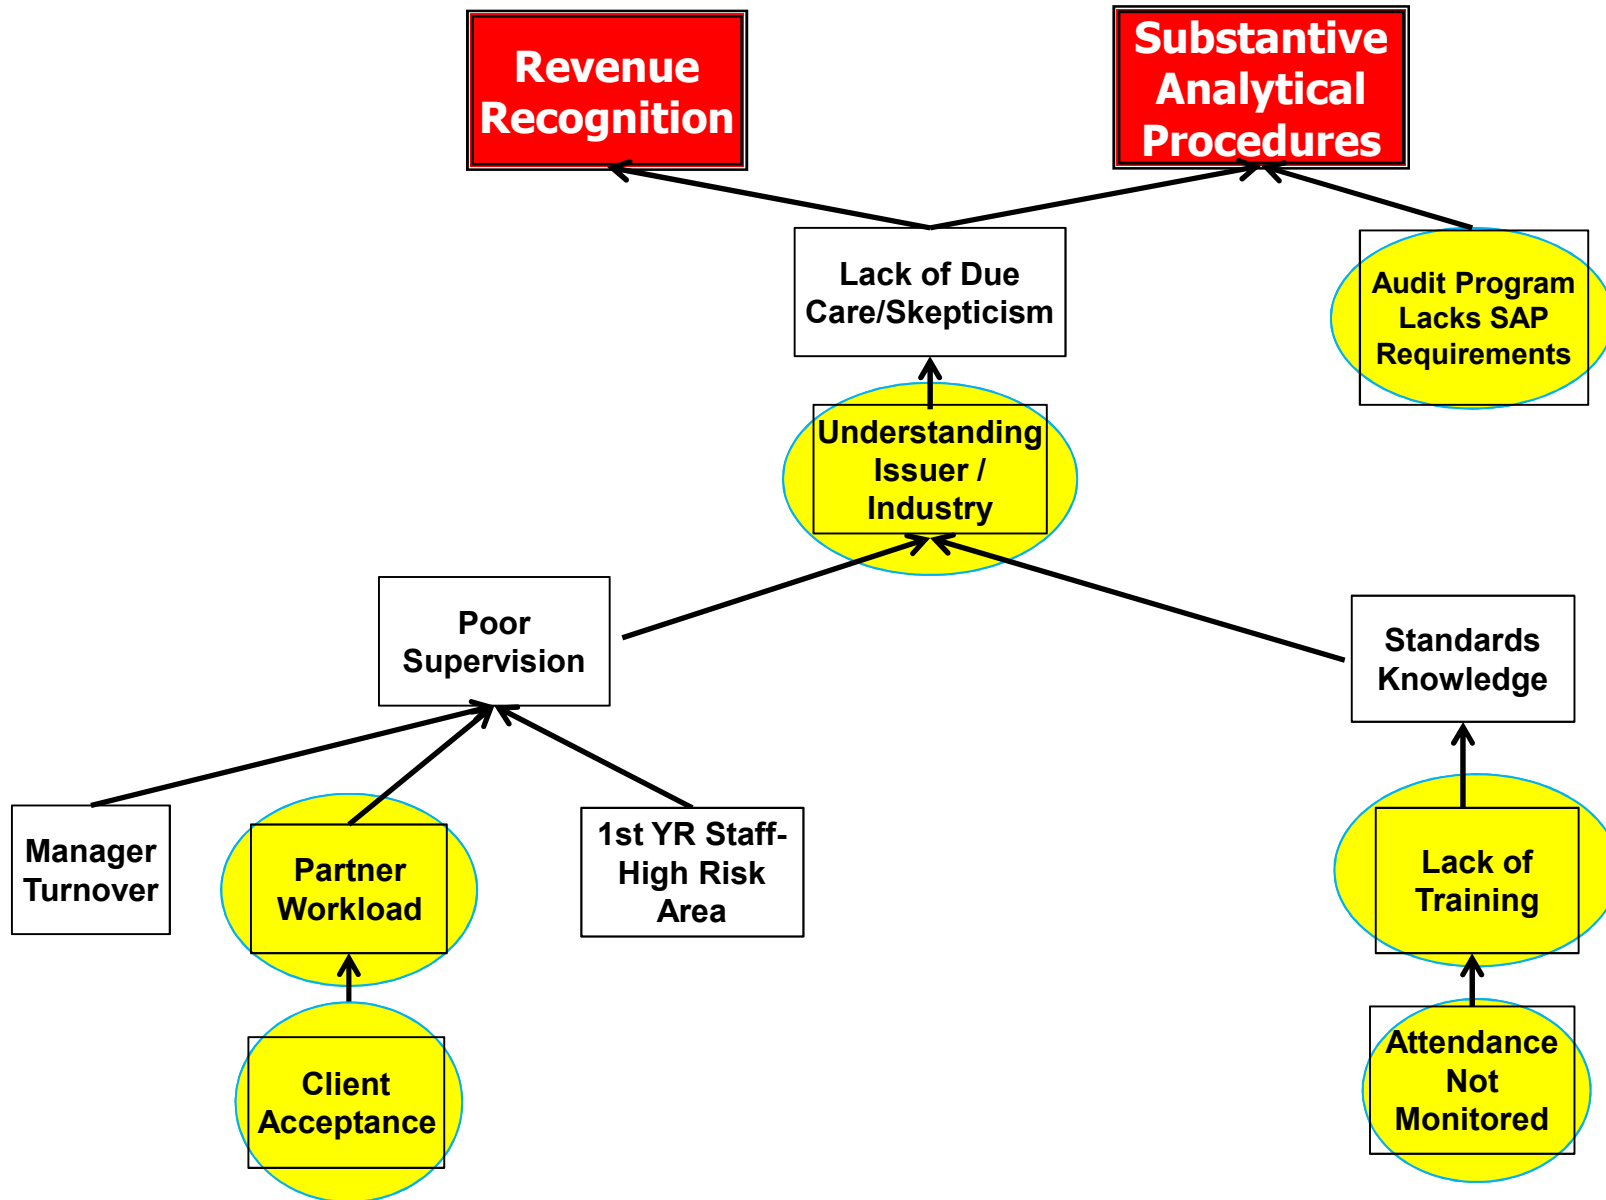 Revenue
Recognition
Substantive
Analytical
Procedures
Lack of Due
Care/Skepticism
Audit Program
Lacks SAP
Requirements
Understanding
Issuer /
Industry
Poor
Supervision
Standards
Knowledge
Manager
Turnover
Partner
Workload
1st YR Staff-
High Risk
Area
Lack of
Training
Client
Acceptance
Attendance
Not
Monitored